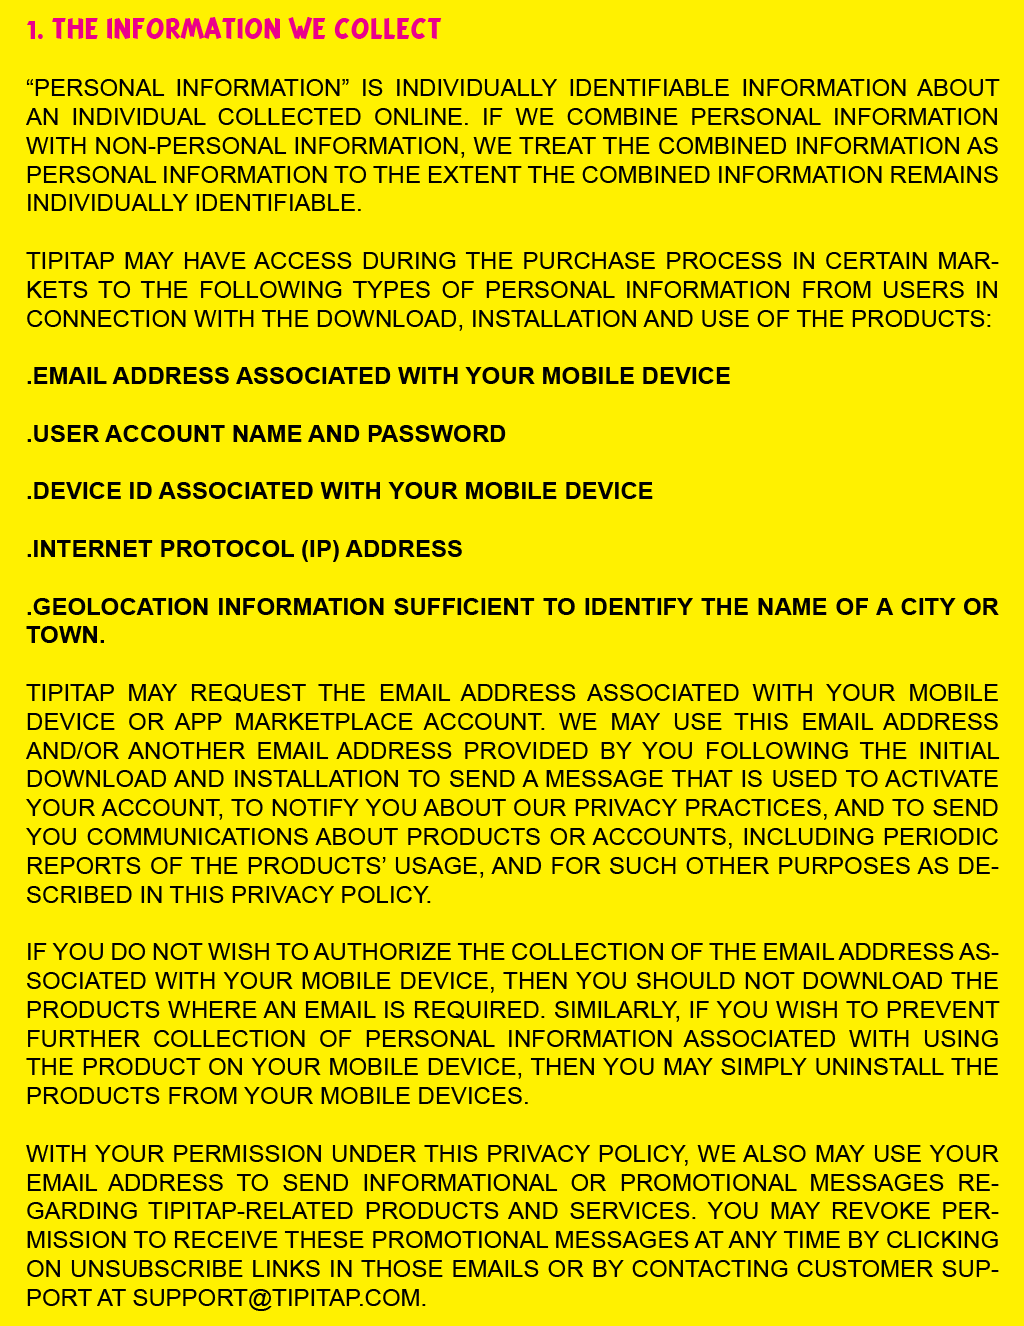 1. THE INFORMATION WE COLLECT
“PERSONAL INFORMATION” IS INDIVIDUALLY IDENTIFIABLE INFORMATION ABOUT
AN INDIVIDUAL COLLECTED ONLINE. IF WE COMBINE PERSONAL INFORMATION
WITH NON-PERSONAL INFORMATION, WE TREAT THE COMBINED INFORMATION AS
PERSONAL INFORMATION TO THE EXTENT THE COMBINED INFORMATION REMAINS
INDIVIDUALLY IDENTIFIABLE.
TIPITAP MAY HAVE ACCESS DURING THE PURCHASE PROCESS IN CERTAIN MAR-
KETS TO THE FOLLOWING TYPES OF PERSONAL INFORMATION FROM USERS IN
CONNECTION WITH THE DOWNLOAD, INSTALLATION AND USE OF THE PRODUCTS:
.EMAIL ADDRESS ASSOCIATED WITH YOUR MOBILE DEVICE
.USER ACCOUNT NAME AND PASSWORD
.DEVICE ID ASSOCIATED WITH YOUR MOBILE DEVICE
.INTERNET PROTOCOL (IP) ADDRESS
.GEOLOCATION INFORMATION SUFFICIENT TO IDENTIFY THE NAME OF A CITY OR
TOWN.
TIPITAP MAY REQUEST THE EMAIL ADDRESS ASSOCIATED WITH YOUR MOBILE
DEVICE OR APP MARKETPLACE ACCOUNT. WE MAY USE THIS EMAIL ADDRESS
AND/OR ANOTHER EMAIL ADDRESS PROVIDED BY YOU FOLLOWING THE INITIAL
DOWNLOAD AND INSTALLATION TO SEND A MESSAGE THAT IS USED TO ACTIVATE
YOUR ACCOUNT, TO NOTIFY YOU ABOUT OUR PRIVACY PRACTICES, AND TO SEND
YOU COMMUNICATIONS ABOUT PRODUCTS OR ACCOUNTS, INCLUDING PERIODIC
REPORTS OF THE PRODUCTS’ USAGE, AND FOR SUCH OTHER PURPOSES AS DE-
SCRIBED IN THIS PRIVACY POLICY.
IF YOU DO NOT WISH TO AUTHORIZE THE COLLECTION OF THE EMAIL ADDRESS AS-
SOCIATED WITH YOUR MOBILE DEVICE, THEN YOU SHOULD NOT DOWNLOAD THE
PRODUCTS WHERE AN EMAIL IS REQUIRED. SIMILARLY, IF YOU WISH TO PREVENT
FURTHER COLLECTION OF PERSONAL INFORMATION ASSOCIATED WITH USING
THE PRODUCT ON YOUR MOBILE DEVICE, THEN YOU MAY SIMPLY UNINSTALL THE
PRODUCTS FROM YOUR MOBILE DEVICES.
WITH YOUR PERMISSION UNDER THIS PRIVACY POLICY, WE ALSO MAY USE YOUR
EMAIL ADDRESS TO SEND INFORMATIONAL OR PROMOTIONAL MESSAGES RE-
GARDING TIPITAP-RELATED PRODUCTS AND SERVICES. YOU MAY REVOKE PER-
MISSION TO RECEIVE THESE PROMOTIONAL MESSAGES AT ANY TIME BY CLICKING
ON UNSUBSCRIBE LINKS IN THOSE EMAILS OR BY CONTACTING CUSTOMER SUP-
PORT AT SUPPORT@TIPITAP.COM.